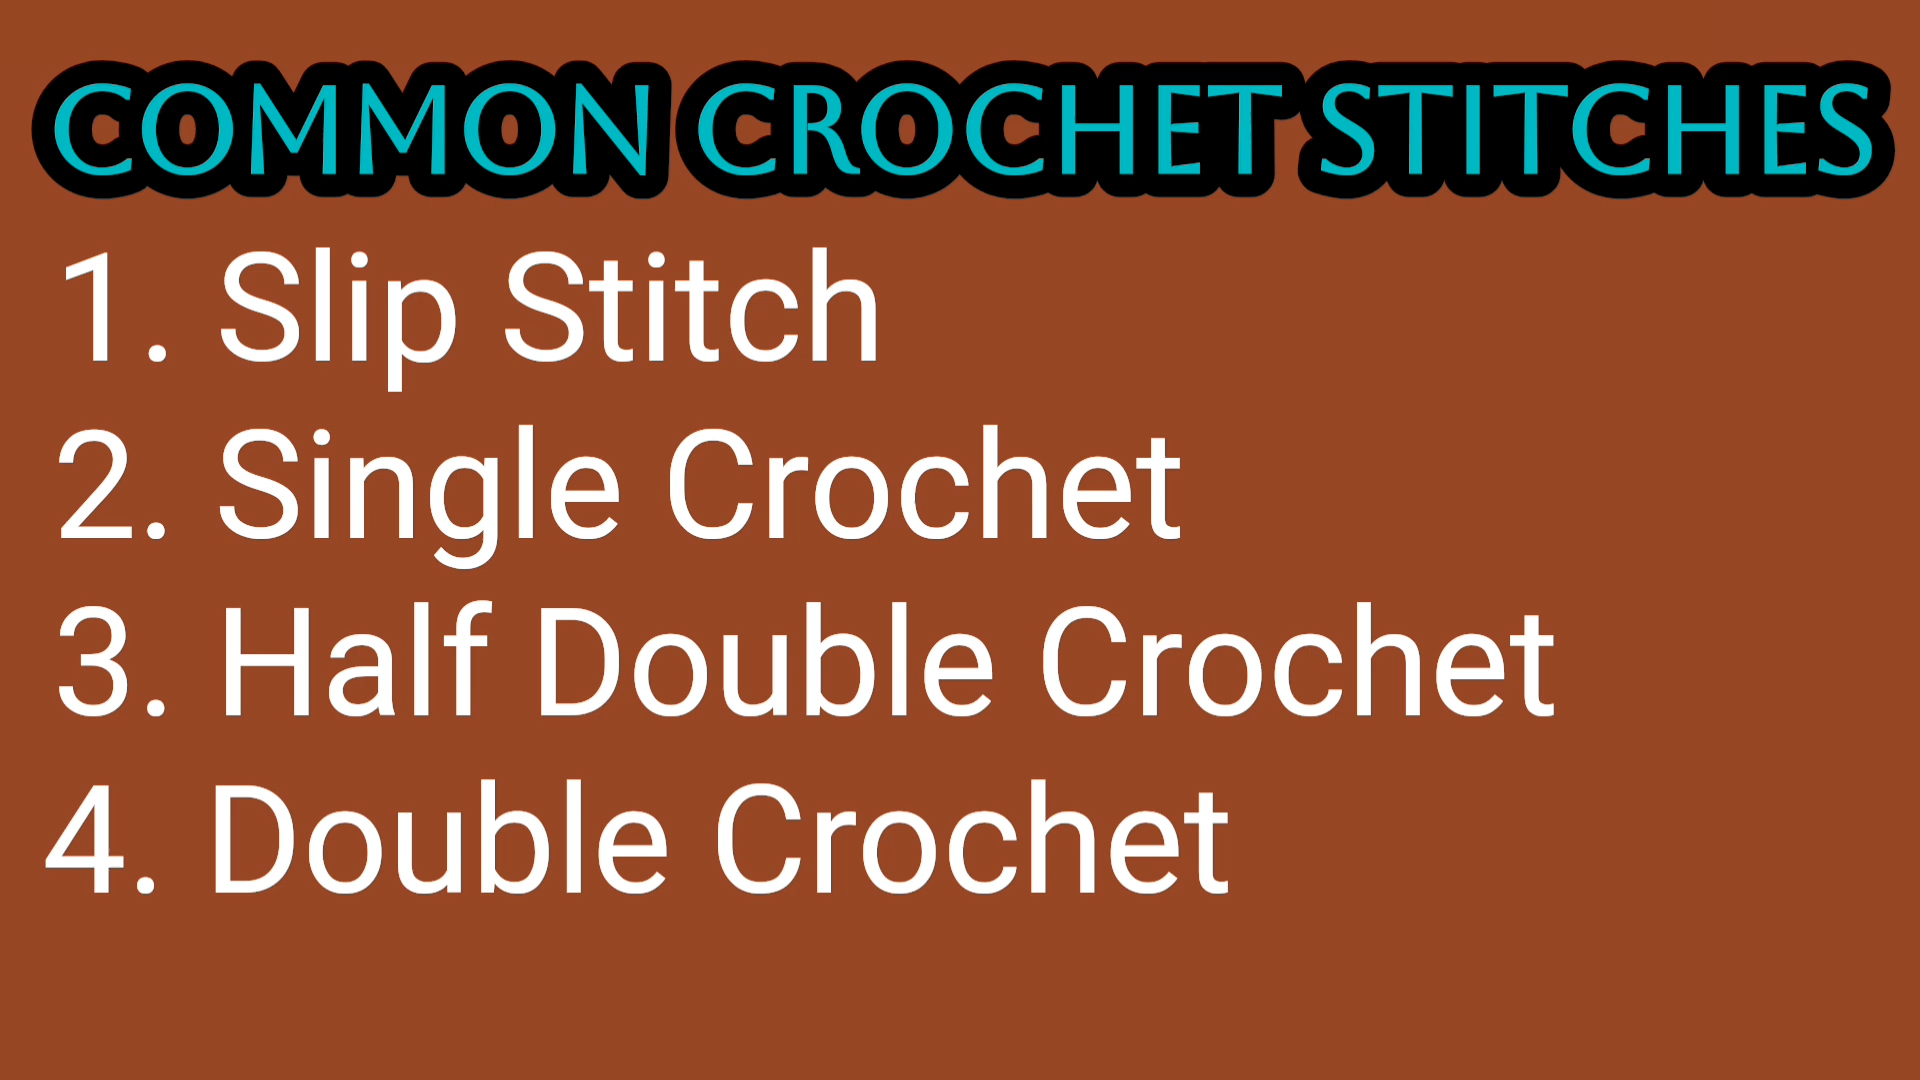 COMMON CROCHET STITCHES
1. Slip Stitch
2. Single Crochet
3. Half Double Crochet
4. Double Crochet